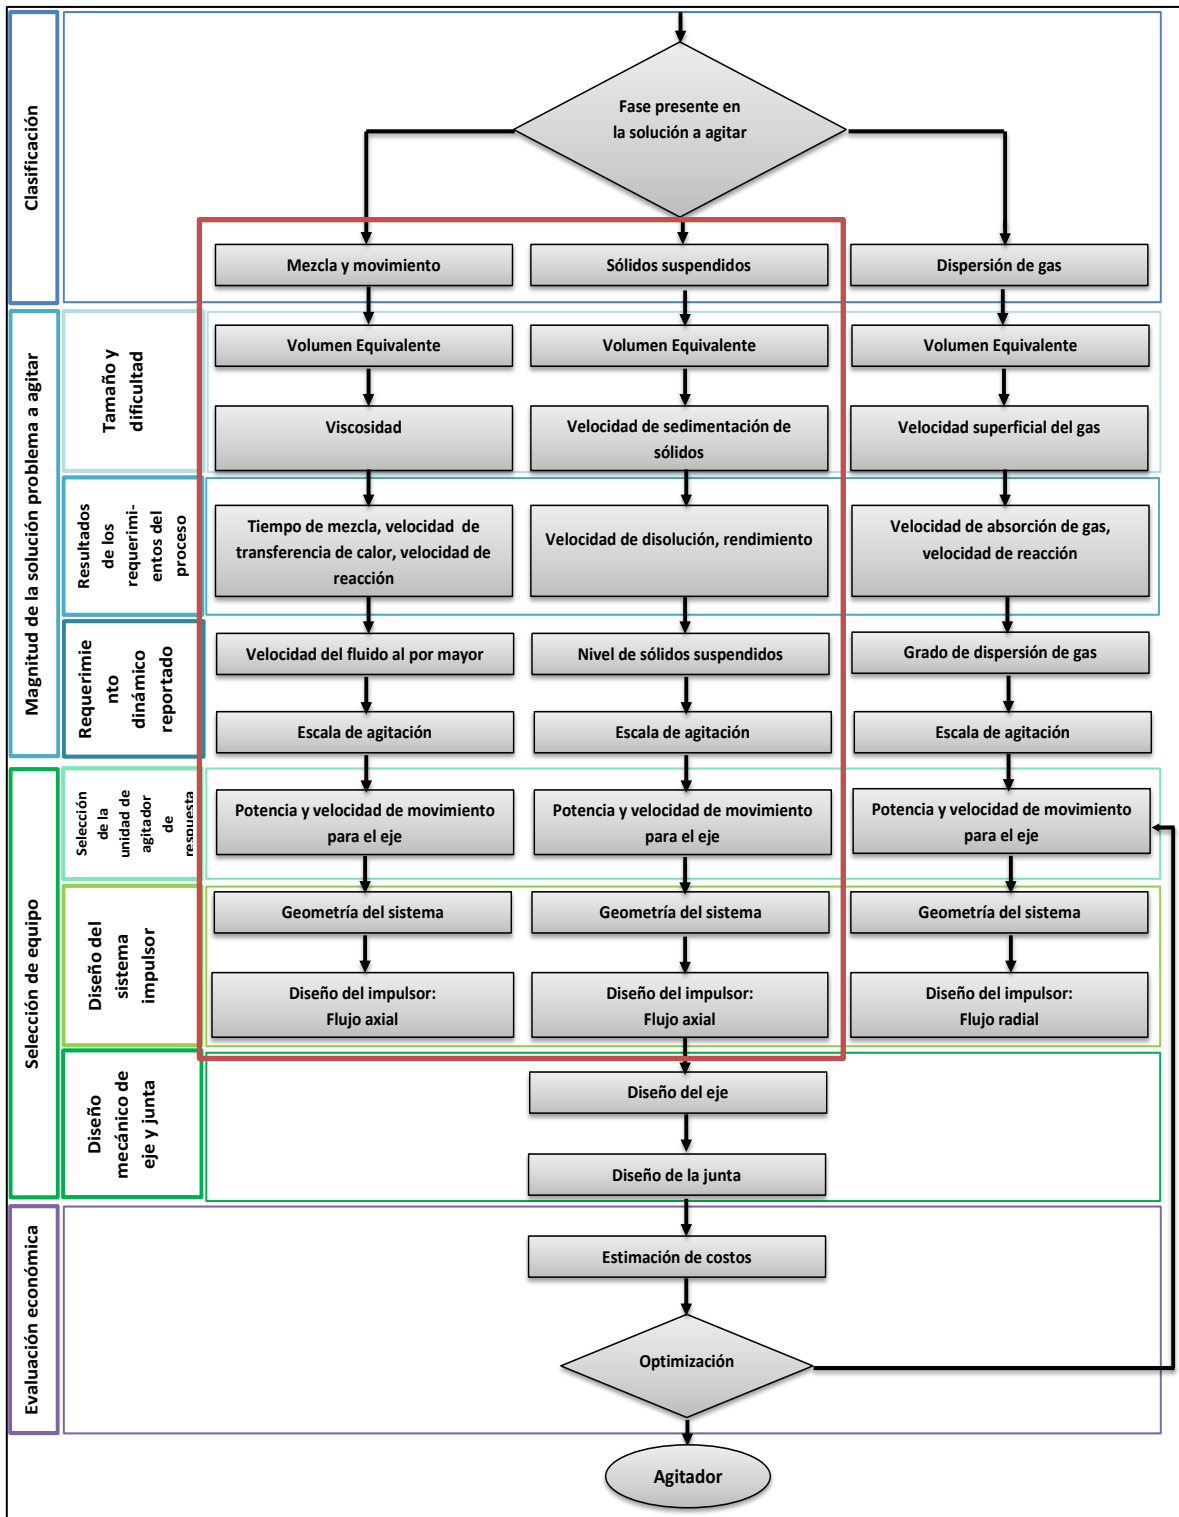 Clasificación
Fase presente en
la solución a agitar
Mezcla y movimiento
Sólidos suspendidos
Dispersión de gas
Magnitud de la solución problema a agitar
Tamaño y
dificultad
Volumen Equivalente
Volumen Equivalente
Volumen Equivalente
Viscosidad
Velocidad de sedimentación de
sólidos
Velocidad superficial del gas
Resultados
de los
requerimi-
entos del
proceso
Tiempo de mezcla, velocidad de
transferencia de calor, velocidad de
reacción
Velocidad de disolución, rendimiento
Velocidad de absorción de gas,
velocidad de reacción
Requerimie
nto
dinámico
reportado
Velocidad del fluido al por mayor
Nivel de sólidos suspendidos
Grado de dispersión de gas
Escala de agitación
Escala de agitación
Escala de agitación
Selección de equipo
Selección
de la
unidad de
agitador
de
respuesta
Potencia y velocidad de movimiento
para el eje
Potencia y velocidad de movimiento
para el eje
Potencia y velocidad de movimiento
para el eje
Diseño del
sistema
impulsor
Geometría del sistema
Geometría del sistema
Geometría del sistema
Diseño del impulsor:
Flujo axial
Diseño del impulsor:
Flujo axial
Diseño del impulsor:
Flujo radial
Diseño
mecánico de
eje y junta
Diseño del eje
Diseño de la junta
Evaluación económica
Estimación de costos
Optimización
Agitador